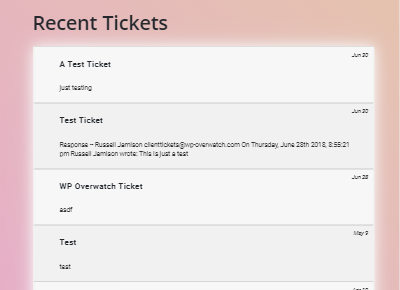 Recent Tickets
Jun 20
A Test Ticket
just testing
Jun 20
Test Ticket
Response -- Russell Jamison clienttickets@wp-overwatch.com On Thursday, June 28th 2018, 8:55:21
pm Russell Jamison wrote: This is just a test
Jun 28
WP Overwatch Ticket
asdf
May 9
Test
test